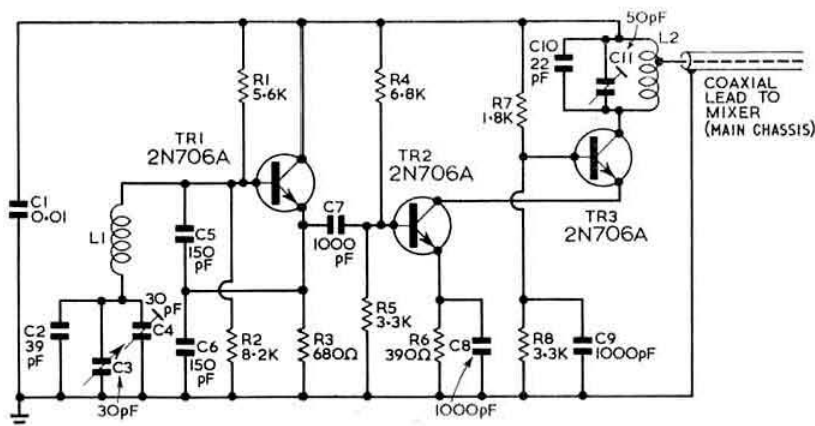 50pF
L2
C10
22
pF
C11
COAXIAL
LEAD TO
MIXER
(MAIN CHASSIS)
R1
5·6K
R4
6·8K
R7
1·8K
TR1
2N706A
TR2
2N706A
TR3
2N706A
C1
0·01
L1
C5
150
pF
C7
1000
pF
30
pF
C2
39
pF
C4
C3
30pF
C6
150
pF
R2
8·2K
R3
680Ω
R5
3·3K
R6
390Ω
C8
1000pF
R8
3·3K
C9
1000pF